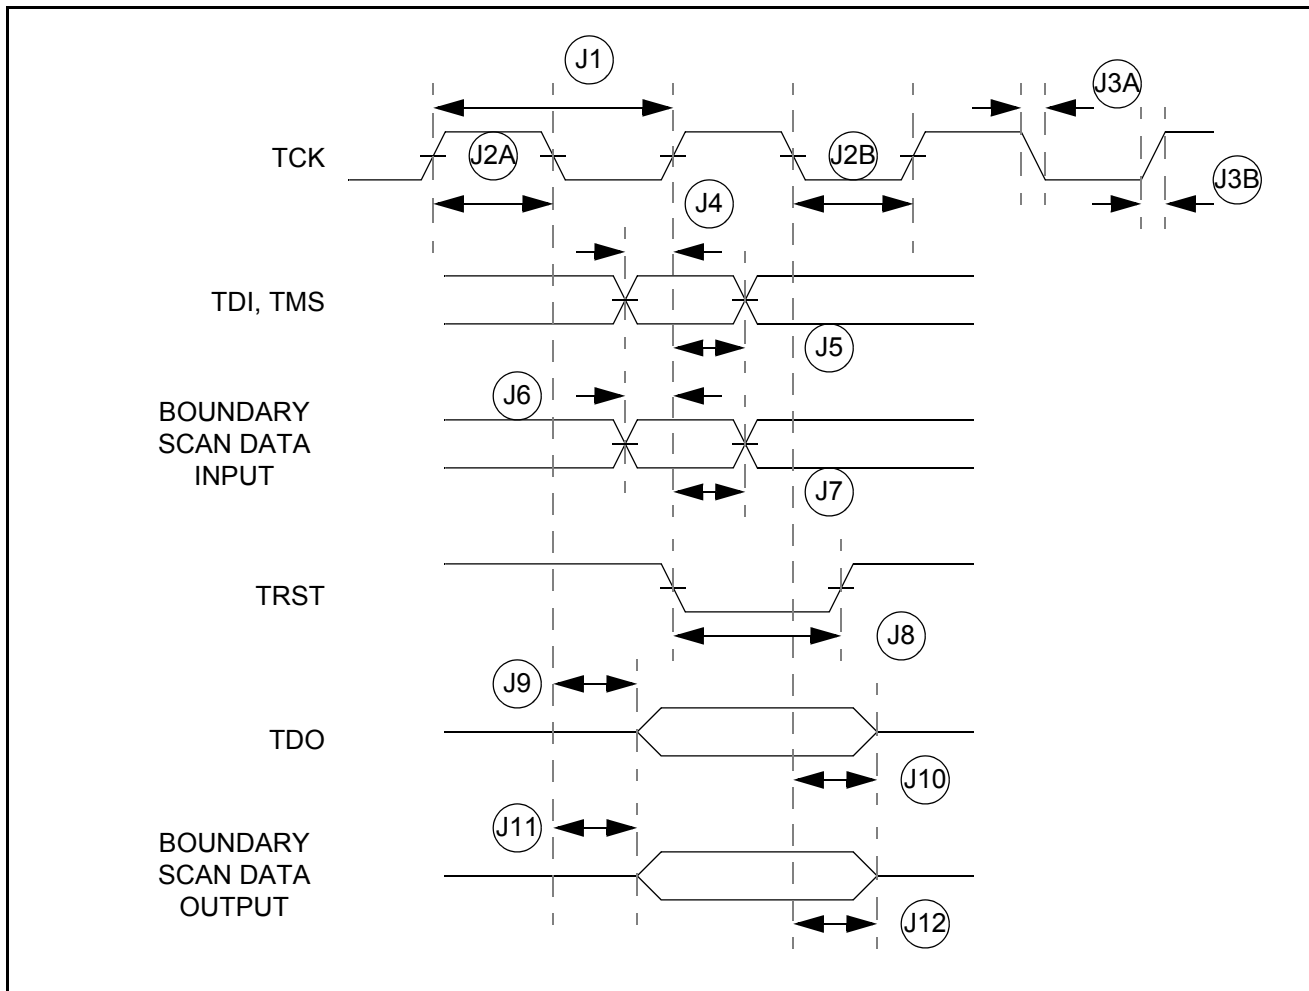 J1
J3A
TCK
J2A
J2B
J3B
J4
TDI, TMS
J5
J6
BOUNDARY
SCAN DATA
INPUT
J7
TRST
J8
J9
TDO
J10
J11
BOUNDARY
SCAN DATA
OUTPUT
J12